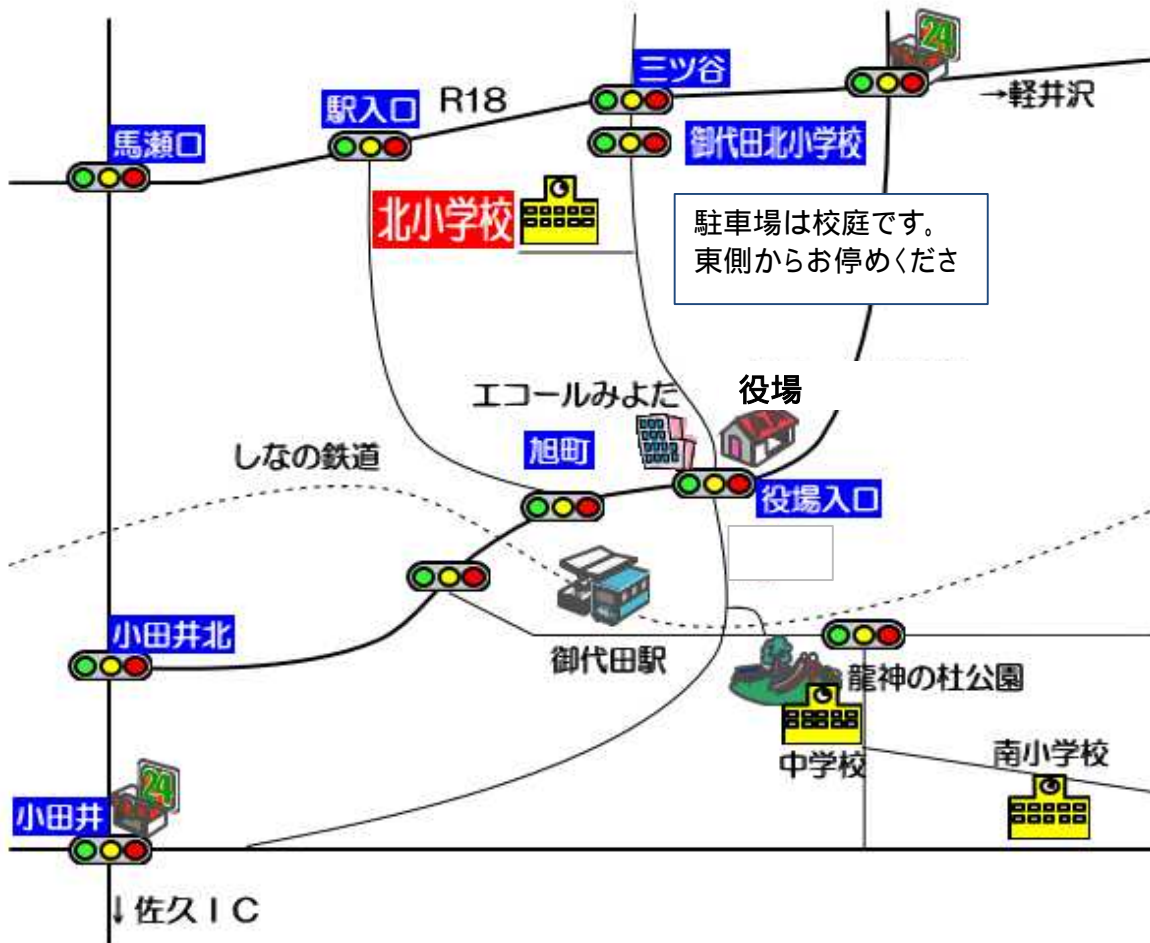 三ツ谷
24
駅入口
R18
→軽井沢
馬瀬口
御代田北小学校
北小学校
駐車場は校庭です。
東側からお停めくださ
役場
エコールみよた
旭町
しなの鉄道
役場入口
小田井北
御代田駅
龍神の杜公園
中学校
南小学校
24
小田井
↓佐久IC